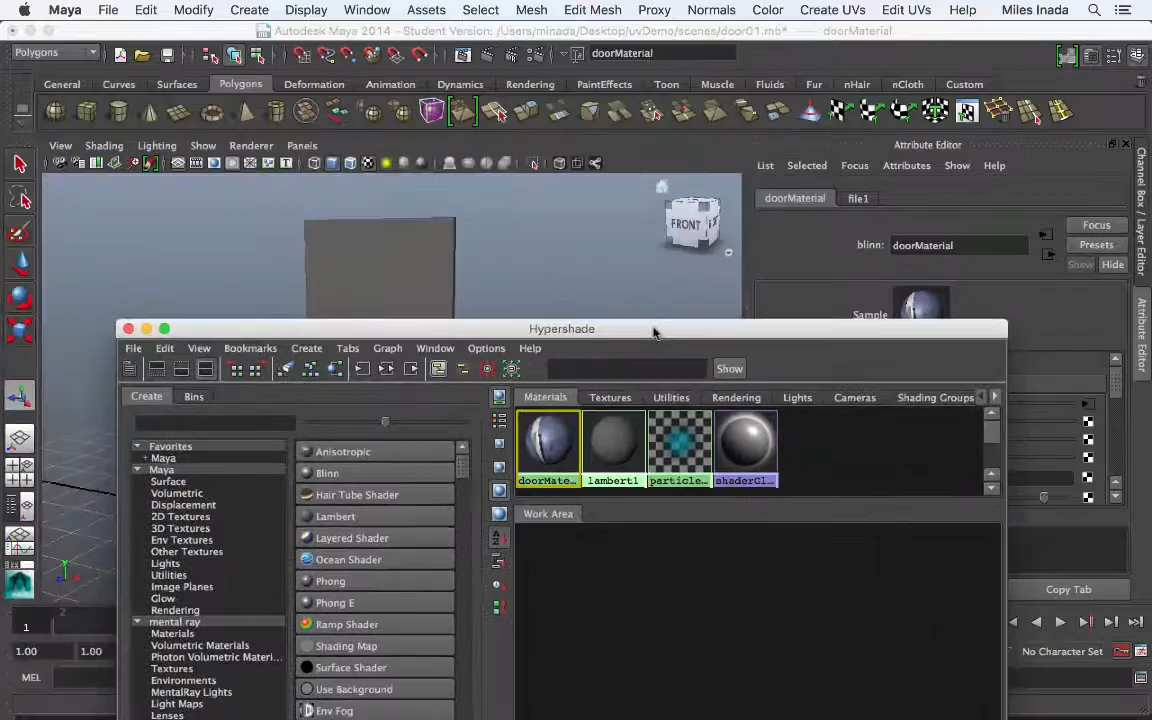 Maya File Edit Modify Create Display Window Assets Select Mesh Edit Mesh Proxy Normals Color Create UVs Edit UVs Help Miles Inada
Autodesk Maya 2014 - Student Version: /Users/minada/Desktop/uvDemo/scenes/door01.mb* --- doorMaterial
Polygons doorMaterial
General Curves Surfaces Polygons Deformation Animation Dynamics Rendering PaintEffects Toon Muscle Fluids Fur nHair nCloth Custom
View Shading Lighting Show Renderer Panels
Attribute Editor
List Selected Focus Attributes Show Help
doorMaterial file1
Focus
blinn: doorMaterial
Presets
Show Hide
FRONT
Sample
Channel Box / Layer Editor
Attribute Editor
Hypershade
File Edit View Bookmarks Create Tabs Graph Window Options Help
Show
Create Bins
Materials Textures Utilities Rendering Lights Cameras Shading Groups
doorMate... lambert1 particle... shaderGl...
Work Area
Favorites
Maya
Maya
Surface
Volumetric
Displacement
2D Textures
3D Textures
Env Textures
Other Textures
Lights
Utilities
Image Planes
Glow
Rendering
mental ray
Materials
Volumetric Materials
Photon Volumetric Materi...
Textures
Environments
MentalRay Lights
Light Maps
Lenses
Anisotropic
Blinn
Hair Tube Shader
Lambert
Layered Shader
Ocean Shader
Phong
Phong E
Ramp Shader
Shading Map
Surface Shader
Use Background
Env Fog
Copy Tab
2
1
1.00 1.00
No Character Set
MEL